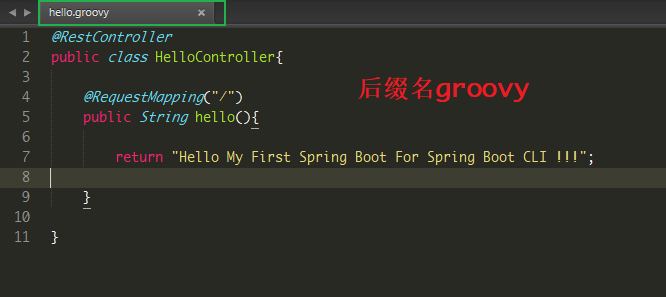 hello.groovy ×
1 @RestController
2 public class HelloController{
3
4 @RequestMapping("/")
5 public String hello(){
6
7 return "Hello My First Spring Boot For Spring Boot CLI !!!";
8
9 }
10
11 }
后缀名groovy